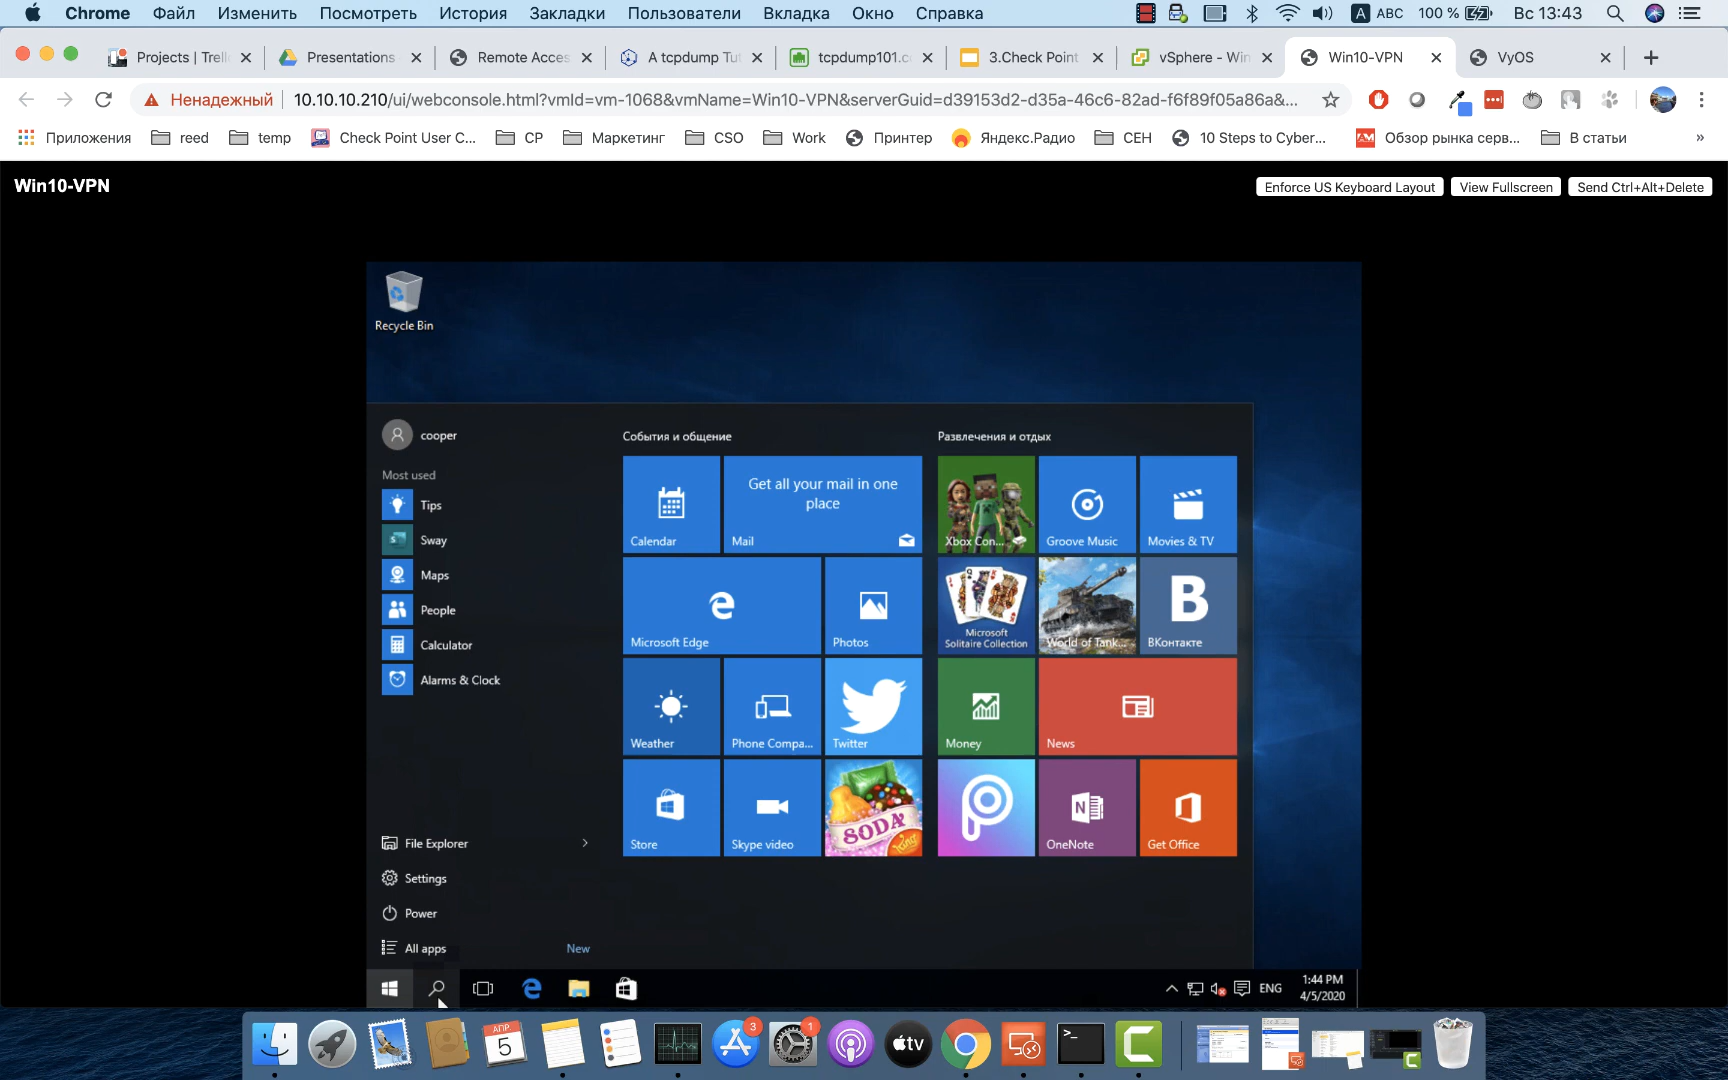 Chrome Файл Изменить Посмотреть История Закладки Пользователи Вкладка Окно Справка A ABC 100 % Вс 13:43
Projects | Trell Presentations Remote Acces A tcpdump Tut tcpdump101.c 3.Check Point vSphere - Win Win10-VPN VyOS
Ненадежный 10.10.10.210/ui/webconsole.html?vmId=vm-1068&vmName=Win10-VPN&serverGuid=d39153d2-d35a-46c6-82ad-f6f89f05a86a&...
Приложения reed temp Check Point User C... CP Маркетинг CSO Work Принтер Яндекс.Радио CEH 10 Steps to Cyber... Обзор рынка серв... В статьи »
Win10-VPN
Enforce US Keyboard Layout View Fullscreen Send Ctrl+Alt+Delete
Recycle Bin
cooper
Most used
Tips
Sway
Maps
People
Calculator
Alarms & Clock
File Explorer
Settings
Power
All apps New
События и общение
Calendar
Get all your mail in one
place
Mail
Microsoft Edge
Photos
Weather
Phone Compa...
Twitter
Store
Skype video
SODA
King
Развлечения и отдых
Xbox Con...
Groove Music
Movies & TV
Microsoft
Solitaire Collection
World of Tank...
B
ВКонтакте
Money
News
OneNote
Get Office
ENG
1:44 PM
4/5/2020
АПР
5
3
1
tv